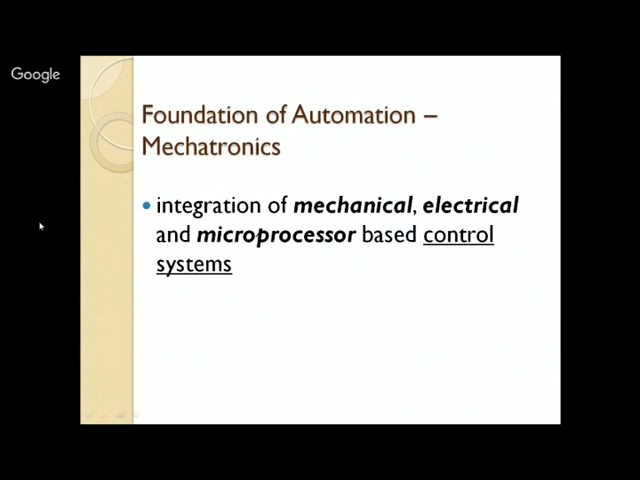 Google
Foundation of Automation –
Mechatronics
• integration of mechanical, electrical
and microprocessor based control
systems